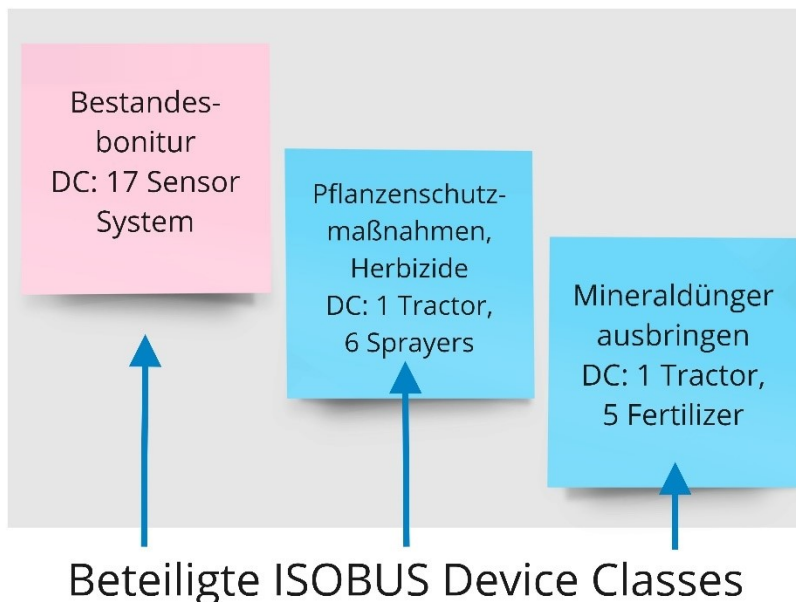 Bestandes-
bonitur
DC: 17 Sensor
System
Pflanzenschutz-
maßnahmen,
Herbizide
DC: 1 Tractor,
6 Sprayers
Mineraldünger
ausbringen
DC: 1 Tractor,
5 Fertilizer
Beteiligte ISOBUS Device Classes